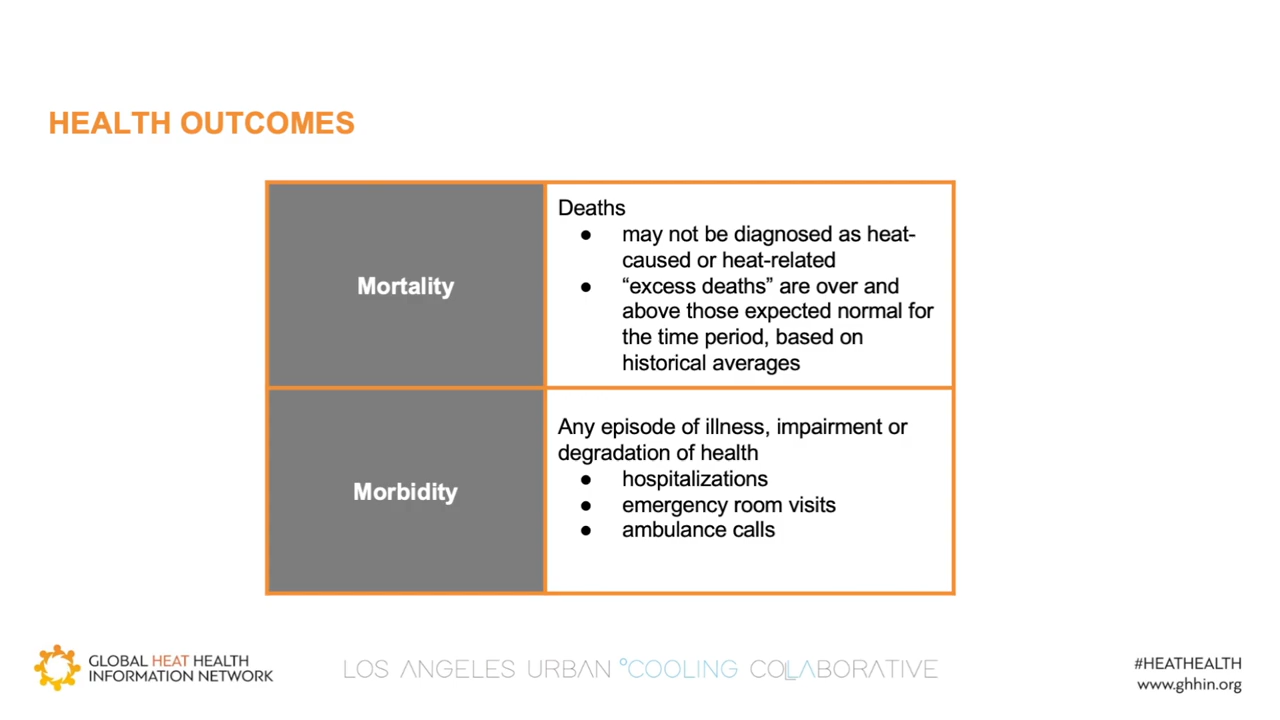 HEALTH OUTCOMES
Mortality
Deaths
● may not be diagnosed as heat-
caused or heat-related
● “excess deaths” are over and
above those expected normal for
the time period, based on
historical averages
Morbidity
Any episode of illness, impairment or
degradation of health
● hospitalizations
● emergency room visits
● ambulance calls
GLOBAL HEAT HEALTH
INFORMATION NETWORK
LOS ANGELES URBAN °COOLING COLLABORATIVE
#HEATHEALTH
www.ghhin.org